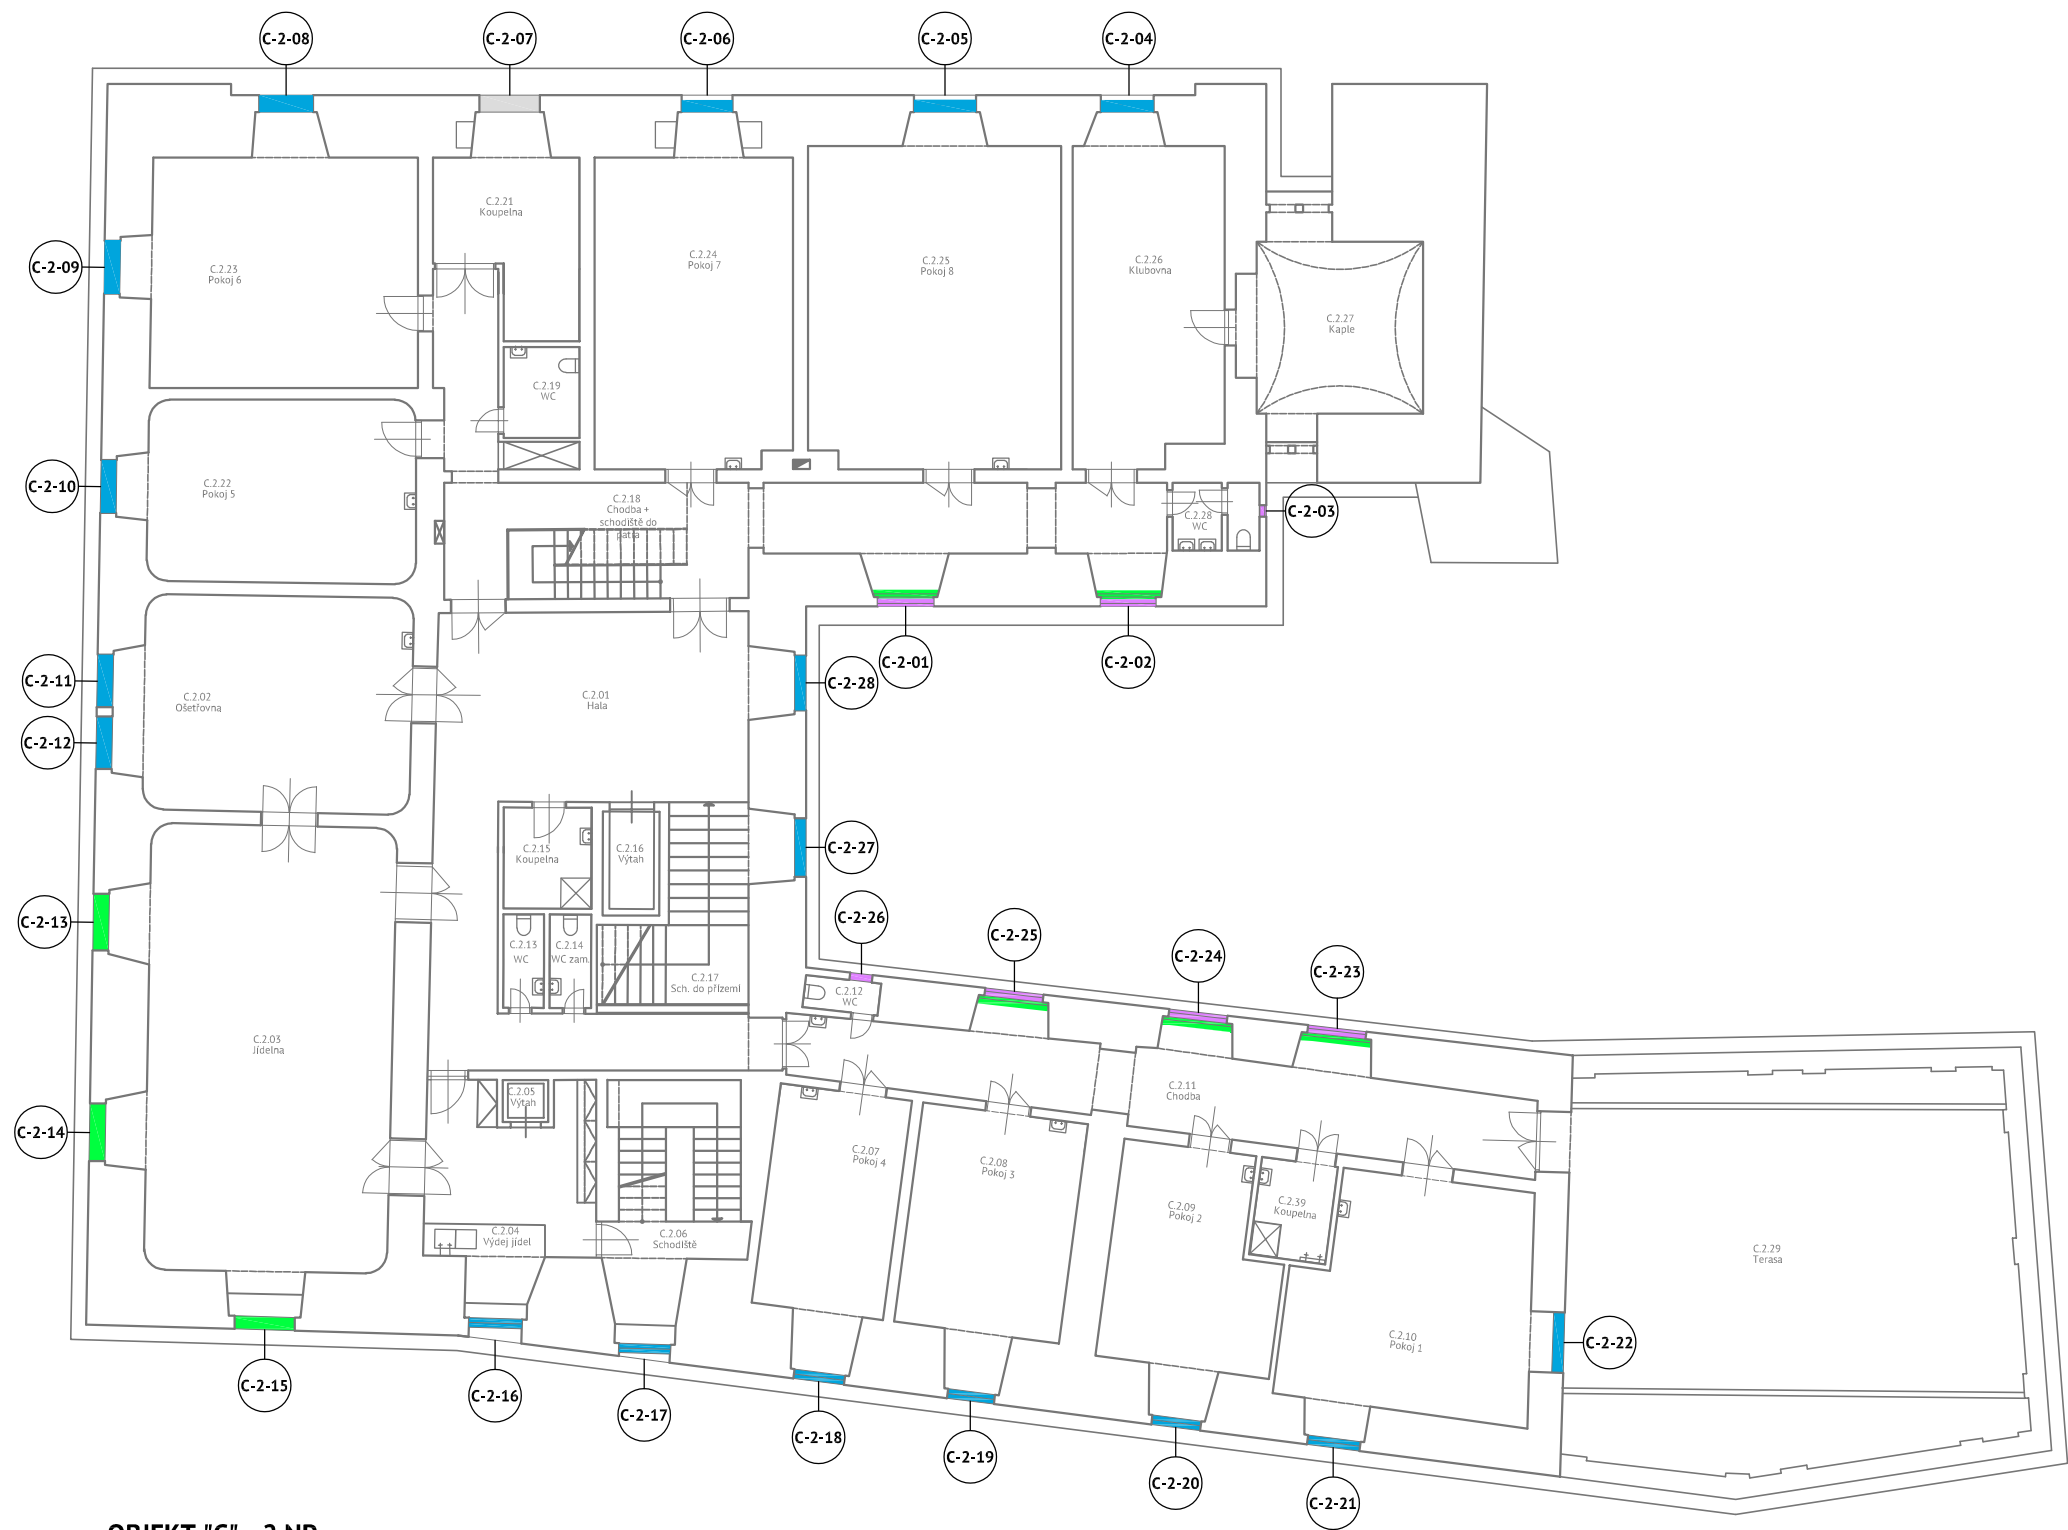 C-2-08
C-2-07
C-2-06
C-2-05
C-2-04
C.2.21
Koupelna
C-2-09
C.2.23
Pokoj 6
C.2.24
Pokoj 7
C.2.25
Pokoj 8
C.2.26
Klubovna
C.2.27
Kaple
C.2.19
WC
C-2-10
C.2.22
Pokoj 5
C.2.18
Chodba +
schodiště do
patra
C.2.28
WC
C-2-03
C-2-11
C.2.02
Ošetřovna
C.2.01
Hala
C-2-28
C-2-01
C-2-02
C-2-12
C.2.15
Koupelna
C.2.16
Výtah
C-2-27
C-2-13
C.2.13
WC
C.2.14
WC zam.
C.2.17
Sch. do přízemí
C-2-26
C-2-25
C-2-24
C-2-23
C.2.12
WC
C.2.03
Jídelna
C.2.05
Výtah
C.2.11
Chodba
C-2-14
C.2.07
Pokoj 4
C.2.08
Pokoj 3
C.2.09
Pokoj 2
C.2.39
Koupelna
C.2.04
Výdej jídel
C.2.06
Schodiště
C.2.29
Terasa
C.2.10
Pokoj 1
C-2-22
C-2-15
C-2-16
C-2-17
C-2-18
C-2-19
C-2-20
C-2-21
OBJEKT "C" - 2.NP